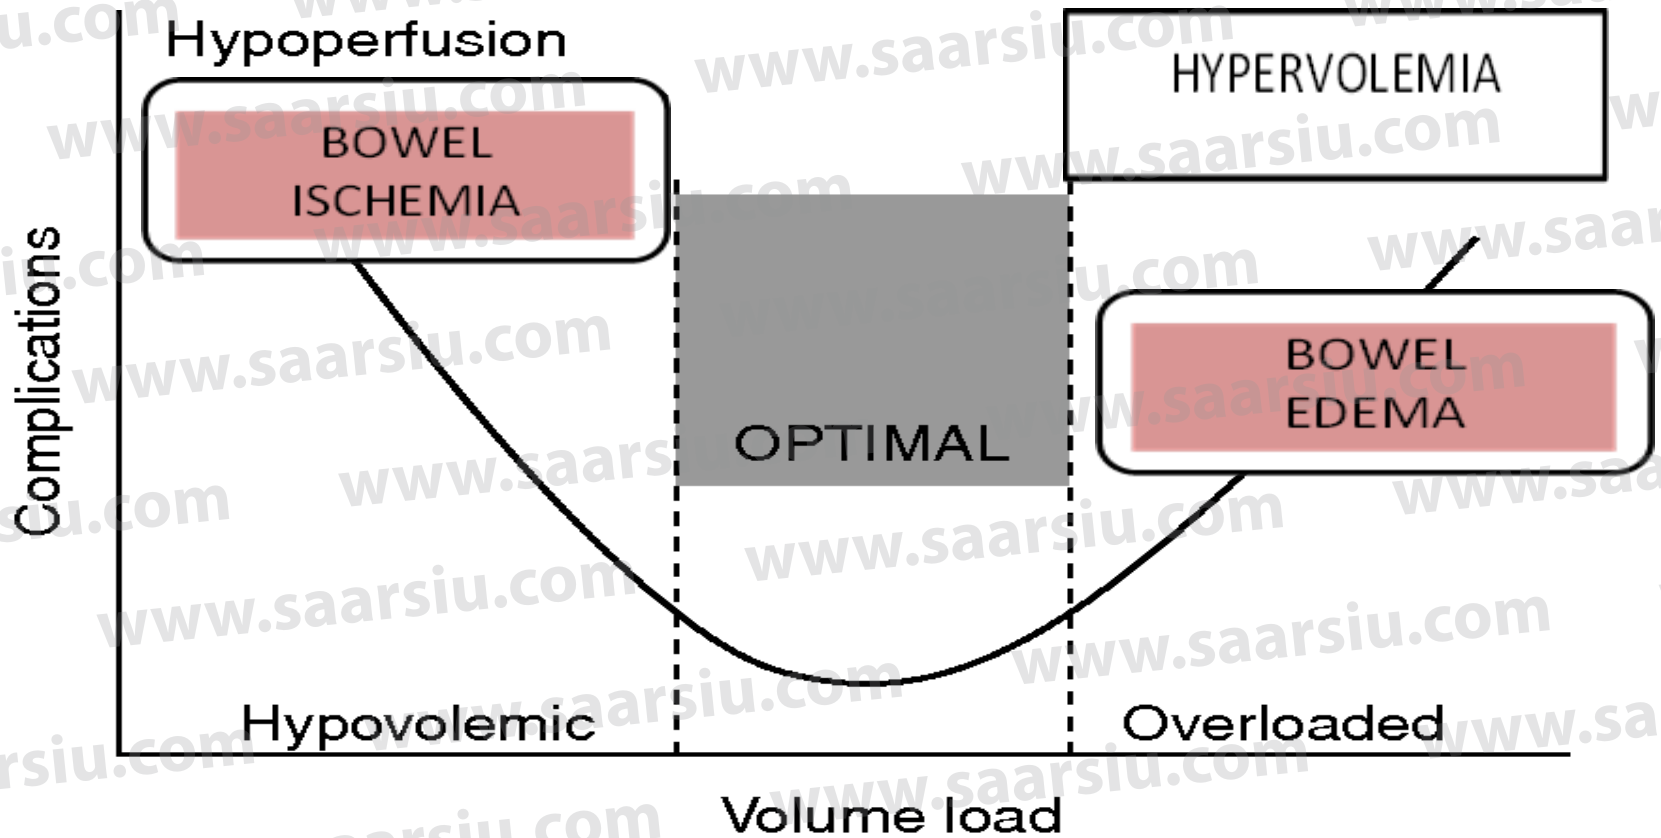 Hypoperfusion
BOWEL
ISCHEMIA
HYPERVOLEMIA
OPTIMAL
BOWEL
EDEMA
Complications
Hypovolemic
Overloaded
Volume load
www.saarsiu.com